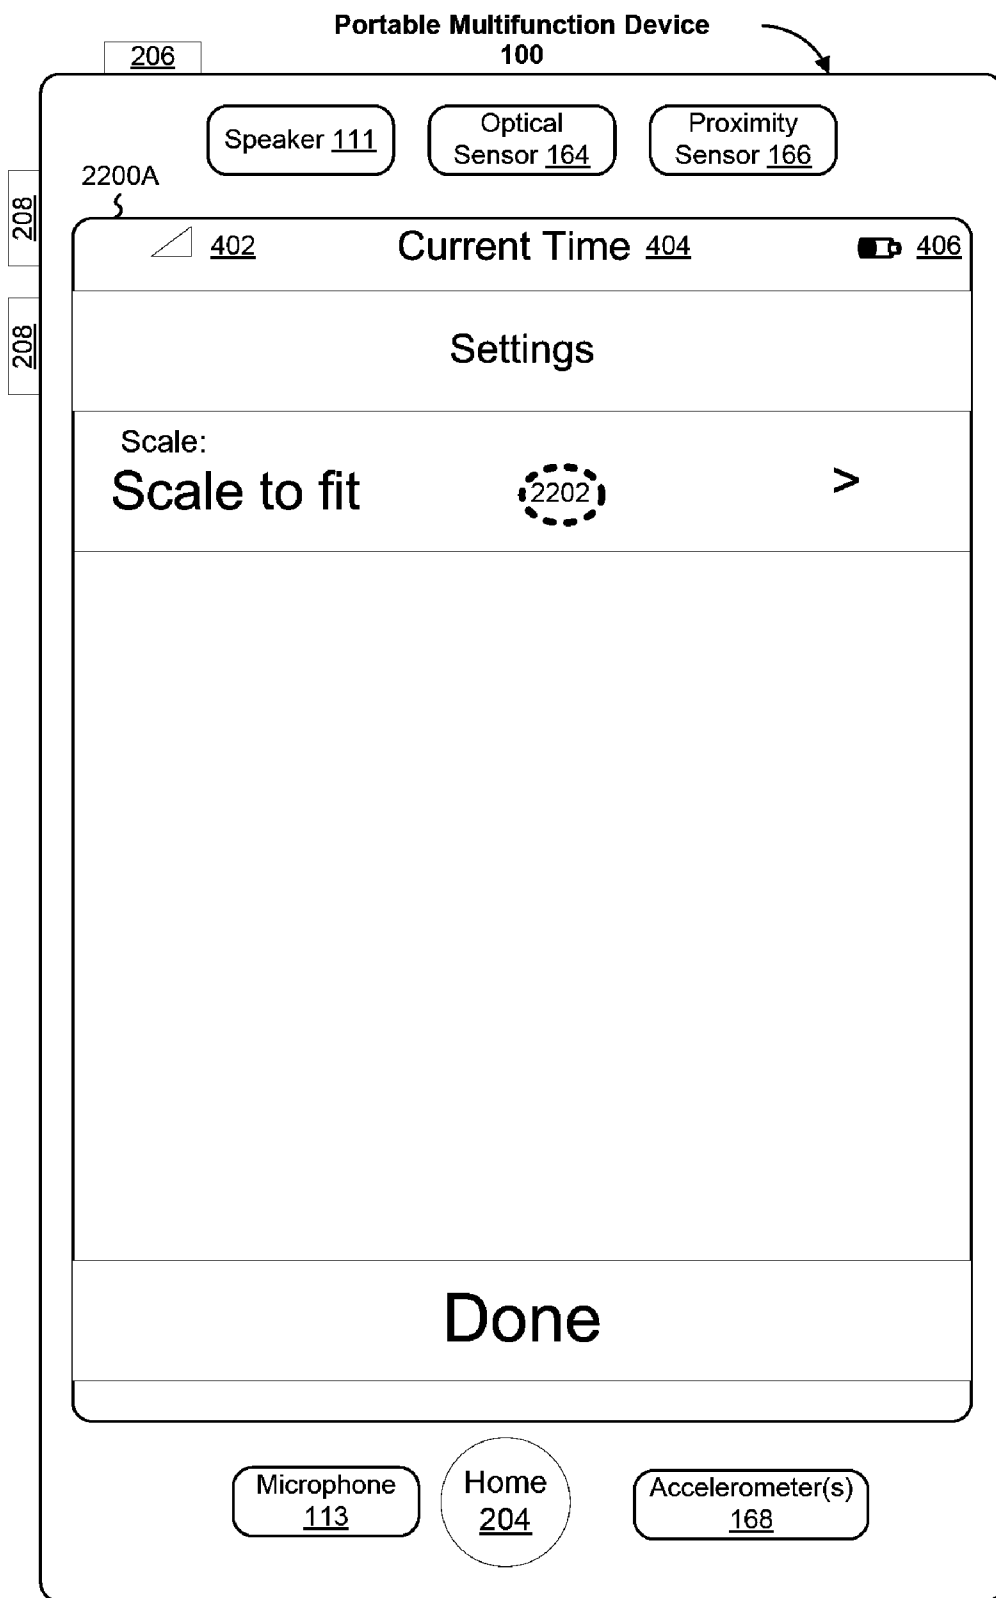 Portable Multifunction Device
100
206
Speaker 111
Optical
Sensor 164
Proximity
Sensor 166
2200A
208
402
Current Time 404
406
208
Settings
Scale:
Scale to fit
2202
>
Done
Microphone
113
Home
204
Accelerometer(s)
168